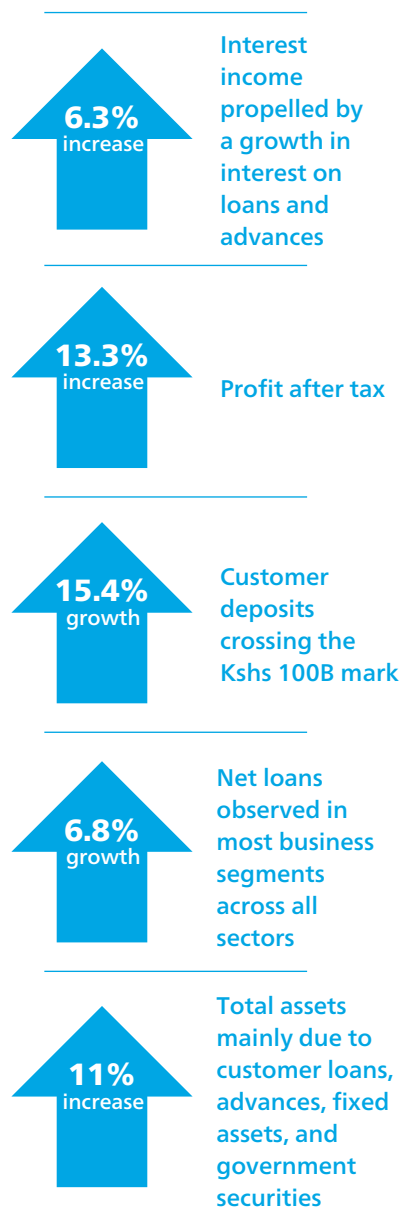 6.3%
increase
Interest
income
propelled by
a growth in
interest on
loans and
advances
13.3%
increase
Profit after tax
15.4%
growth
Customer
deposits
crossing the
Kshs 100B mark
6.8%
growth
Net loans
observed in
most business
segments
across all
sectors
11%
increase
Total assets
mainly due to
customer loans,
advances, fixed
assets, and
government
securities